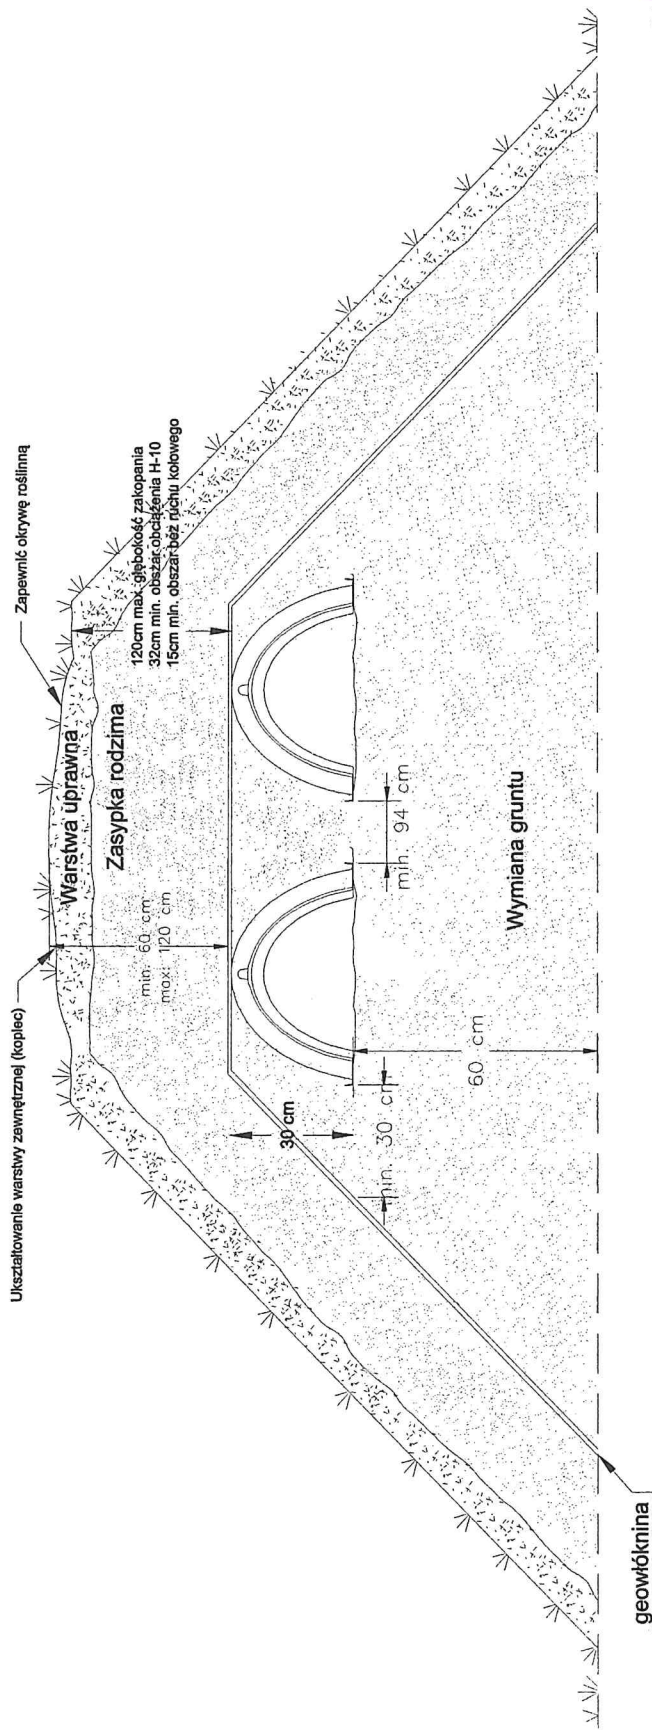 Ukształtowanie warstwy zewnętrznej (kopiec)
Zapewnić okrywę roślinną
Warstwa uprawna
Zasypka rodzima
min. 60 cm
max. 120 cm
120cm max. głębokość zakopania
32cm min. obszar obciążenia H-10
15cm min. obszar bez ruchu kołowego
30 cm
min. 30 cm
min. 94 cm
60 cm
Wymiana gruntu
geowłóknina